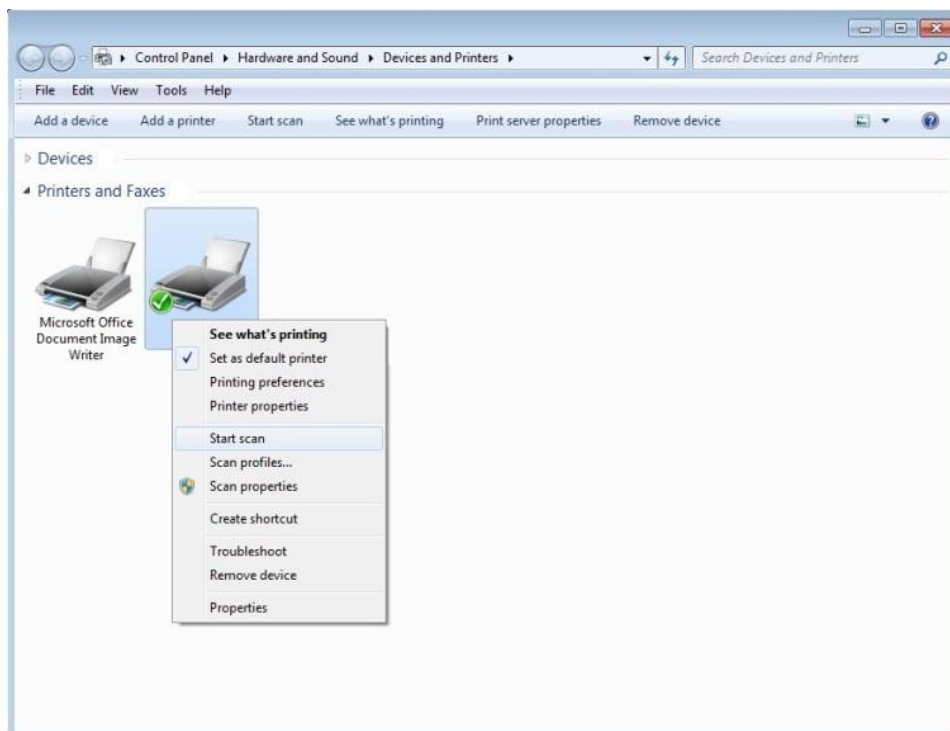 Control Panel Hardware and Sound Devices and Printers Search Devices and Printers
File Edit View Tools Help
Add a device Add a printer Start scan See what's printing Print server properties Remove device
Devices
Printers and Faxes
Microsoft Office
Document Image
Writer
See what's printing
Set as default printer
Printing preferences
Printer properties
Start scan
Scan profiles...
Scan properties
Create shortcut
Troubleshoot
Remove device
Properties